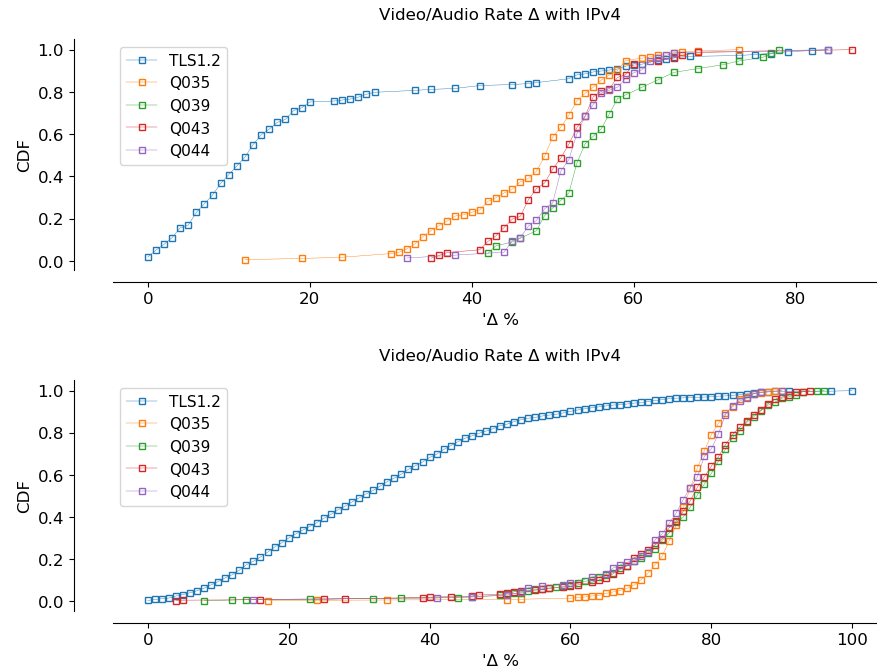 Video/Audio Rate Δ with IPv4
1.0
0.8
0.6
0.4
0.2
0.0
CDF
TLS1.2
Q035
Q039
Q043
Q044
0 20 40 60 80
'Δ %
Video/Audio Rate Δ with IPv4
1.0
0.8
0.6
0.4
0.2
0.0
CDF
TLS1.2
Q035
Q039
Q043
Q044
0 20 40 60 80 100
'Δ %